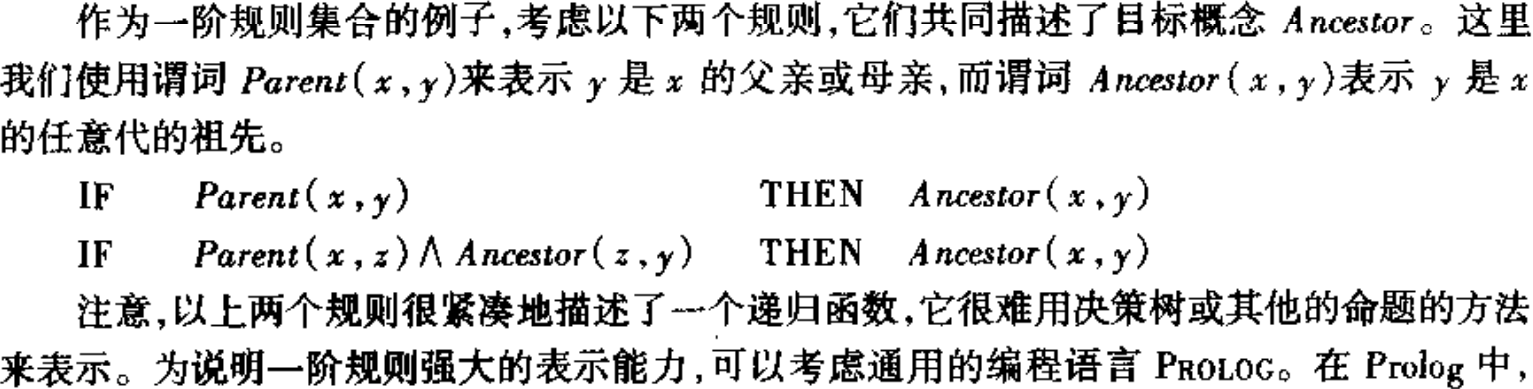 作为一阶规则集合的例子,考虑以下两个规则,它们共同描述了目标概念 Ancestor。这里
我们使用谓词 Parent(x,y)来表示 y 是 x 的父亲或母亲,而谓词 Ancestor(x,y)表示 y 是 x
的任意代的祖先。
IF Parent(x,y) THEN Ancestor(x,y)
IF Parent(x,z)∧Ancestor(z,y) THEN Ancestor(x,y)
注意,以上两个规则很紧凑地描述了一个递归函数,它很难用决策树或其他的命题的方法
来表示。为说明一阶规则强大的表示能力,可以考虑通用的编程语言 PROLOG。在 Prolog 中,